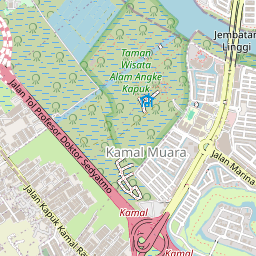 Jembatan
Linggi
Taman
Wisata
Alam Angke
Kapuk
Jalan Tol Profesor Doktor Sedyatmo
Kamal Muara
Jalan Marina
Jalan Kapuk Kamal Ra
Kamal
Kamal